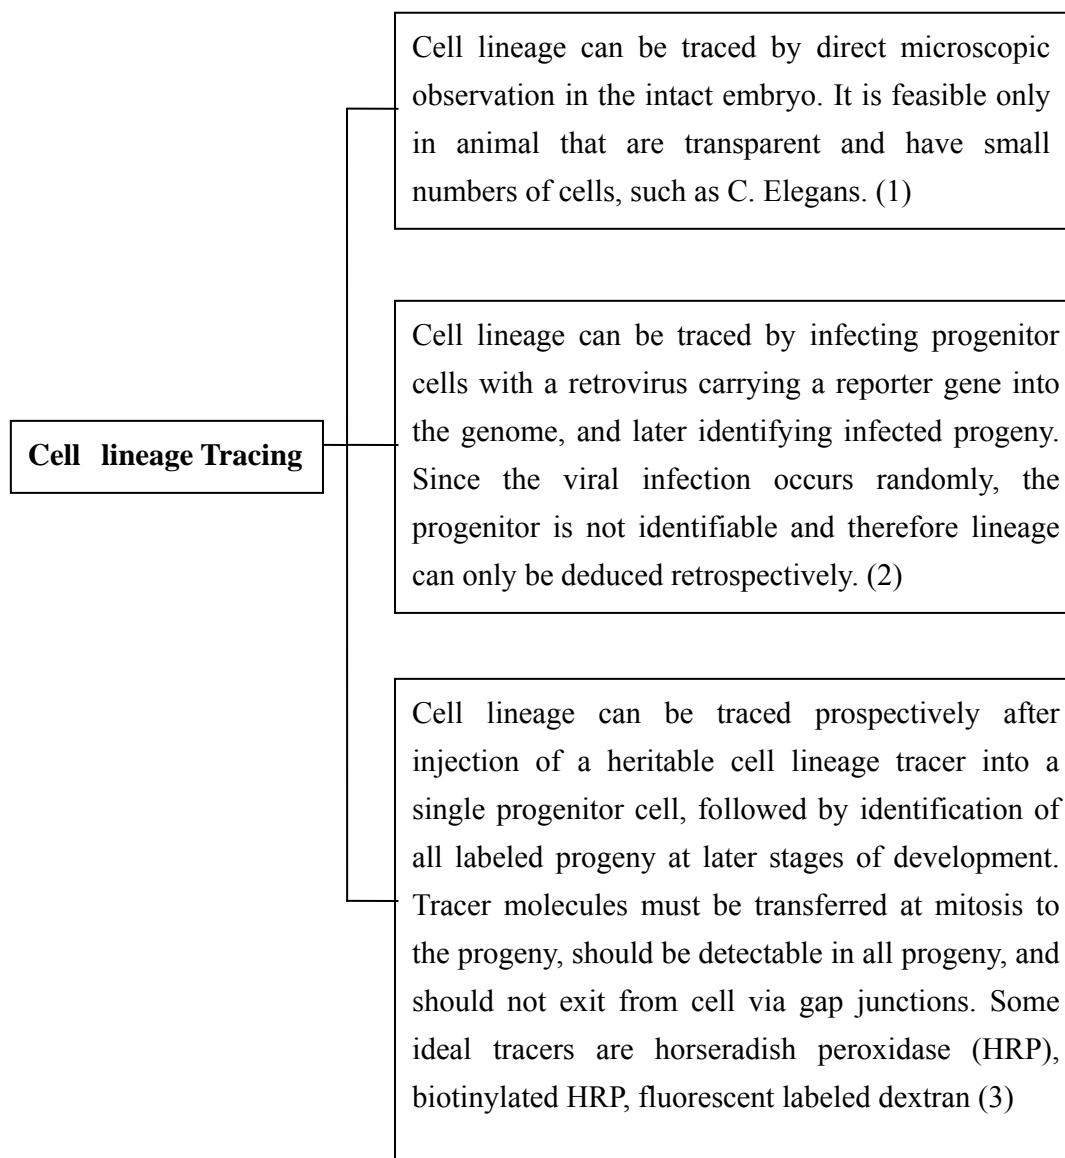 Cell lineage can be traced by direct microscopic
observation in the intact embryo. It is feasible only
in animal that are transparent and have small
numbers of cells, such as C. Elegans. (1)
Cell lineage can be traced by infecting progenitor
cells with a retrovirus carrying a reporter gene into
the genome, and later identifying infected progeny.
Since the viral infection occurs randomly, the
progenitor is not identifiable and therefore lineage
can only be deduced retrospectively. (2)
Cell lineage Tracing
Cell lineage can be traced prospectively after
injection of a heritable cell lineage tracer into a
single progenitor cell, followed by identification of
all labeled progeny at later stages of development.
Tracer molecules must be transferred at mitosis to
the progeny, should be detectable in all progeny, and
should not exit from cell via gap junctions. Some
ideal tracers are horseradish peroxidase (HRP),
biotinylated HRP, fluorescent labeled dextran (3)